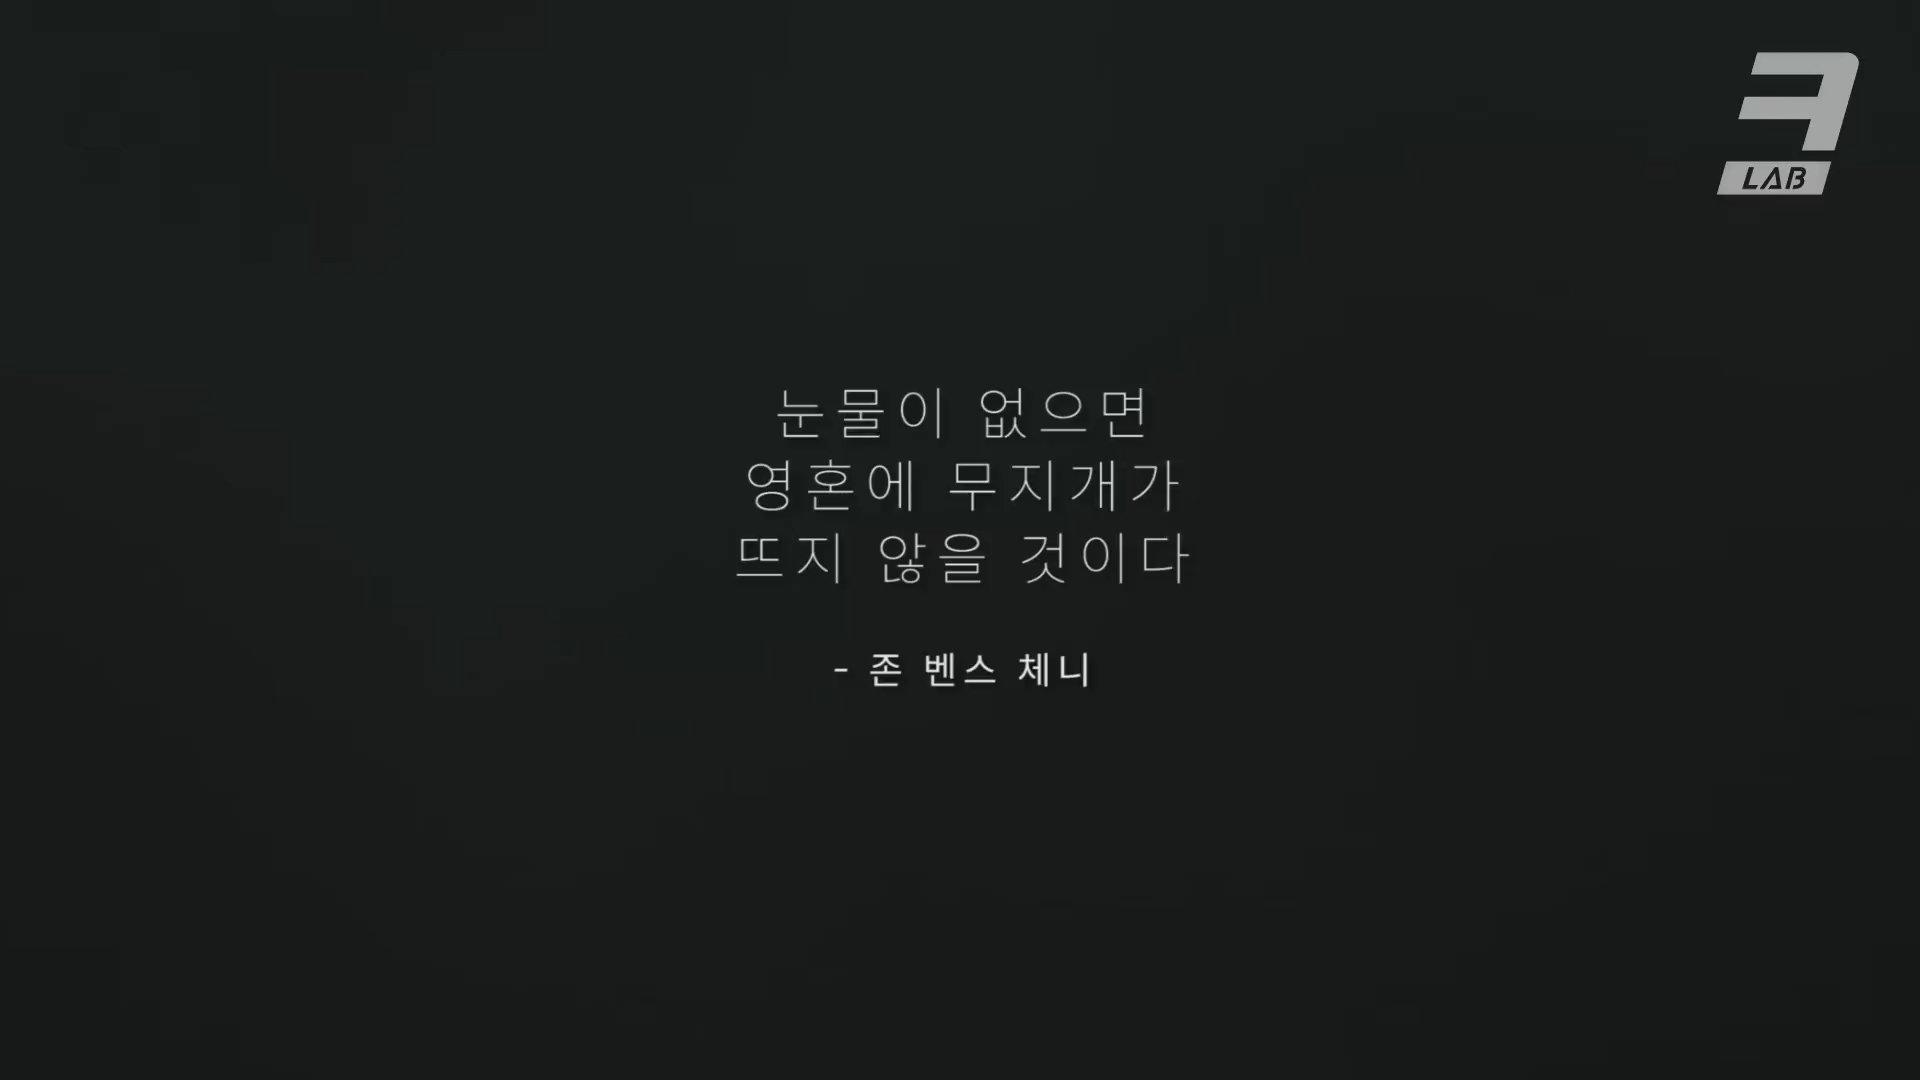 ㅋ
LAB
눈물이 없으면
영혼에 무지개가
뜨지 않을 것이다
- 존 벤스 체니